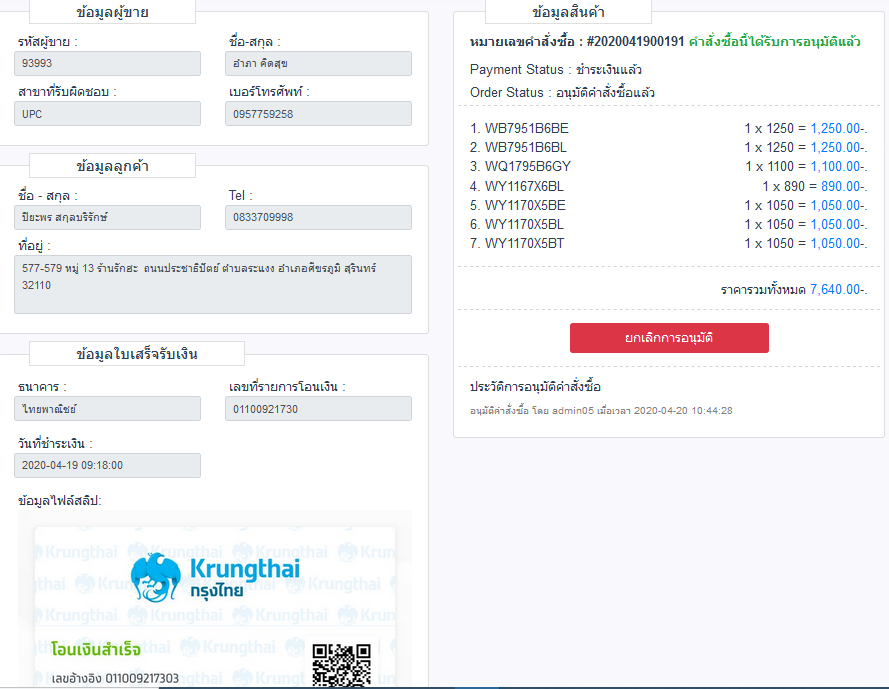 ข้อมูลผู้ขาย
รหัสผู้ขาย :
ชื่อ-สกุล :
93993
อำภา คิดสุข
สาขาที่รับผิดชอบ :
เบอร์โทรศัพท์ :
UPC
0957759258
ข้อมูลลูกค้า
ชื่อ - สกุล :
Tel :
ปิยะพร สกุลบริรักษ์
0833709998
ที่อยู่ :
577-579 หมู่ 13 ร้านรักฮะ ถนนประชาธิปัตย์ ตำบลระแงง อำเภอศีขรภูมิ สุรินทร์
32110
ข้อมูลใบเสร็จรับเงิน
ธนาคาร :
เลขที่รายการโอนเงิน :
ไทยพาณิชย์
01100921730
วันที่ชำระเงิน :
2020-04-19 09:18:00
ข้อมูลไฟล์สลิป:
Krungthai
กรุงไทย
โอนเงินสำเร็จ
เลขอ้างอิง 011009217303
ข้อมูลสินค้า
หมายเลขคำสั่งซื้อ : #2020041900191 คำสั่งซื้อนี้ได้รับการอนุมัติแล้ว
Payment Status : ชำระเงินแล้ว
Order Status : อนุมัติคำสั่งซื้อแล้ว
1. WB7951B6BE 1 x 1250 = 1,250.00-.
2. WB7951B6BL 1 x 1250 = 1,250.00-.
3. WQ1795B6GY 1 x 1100 = 1,100.00-.
4. WY1167X6BL 1 x 890 = 890.00-.
5. WY1170X5BE 1 x 1050 = 1,050.00-.
6. WY1170X5BL 1 x 1050 = 1,050.00-.
7. WY1170X5BT 1 x 1050 = 1,050.00-.
ราคารวมทั้งหมด 7,640.00-.
ยกเลิกการอนุมัติ
ประวัติการอนุมัติคำสั่งซื้อ
อนุมัติคำสั่งซื้อ โดย admin05 เมื่อเวลา 2020-04-20 10:44:28